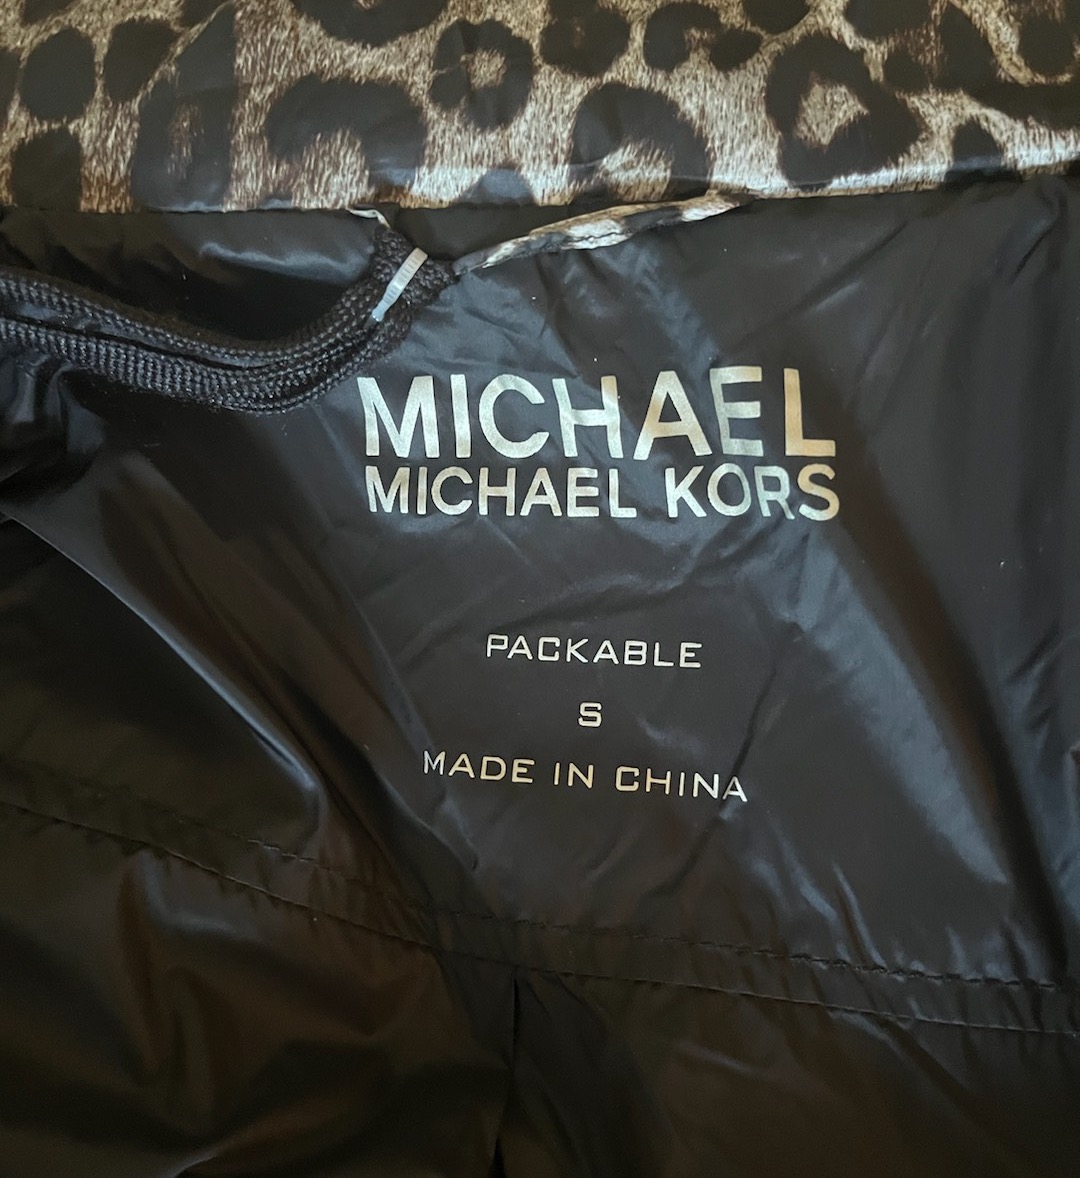 MICHAEL
MICHAEL KORS
PACKABLE
S
MADE IN CHINA